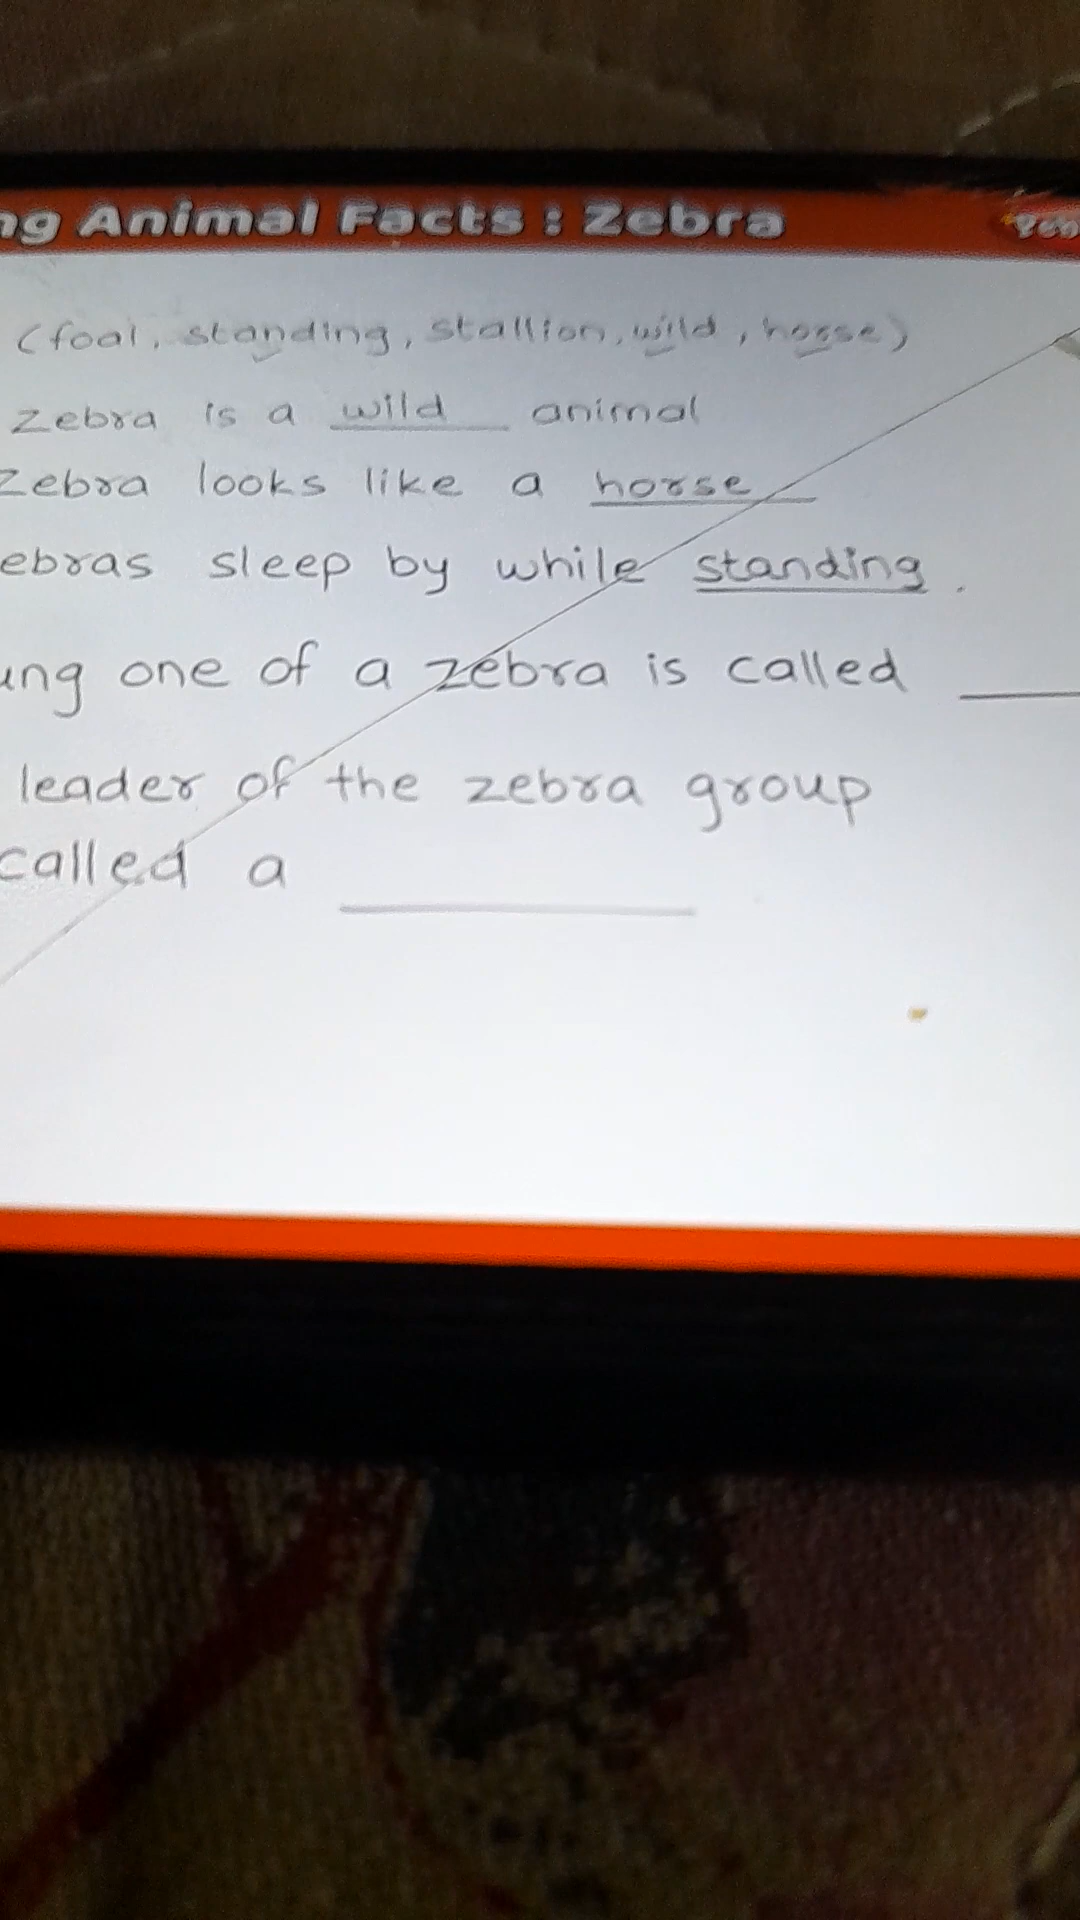 ng Animal Facts : Zebra
(foal, standing, stallion, wild, horse)
Zebra is a wild animal
Zebra looks like a horse
ebras sleep by while standing.
ung one of a zebra is called
leader of the zebra group
called a